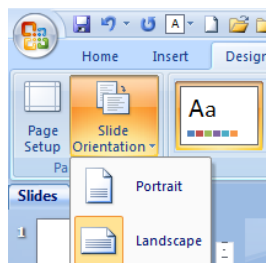 A
Home Insert Design
Aa
Page Setup
Slide Orientation
Pa
Slides
Portrait
1
Landscape